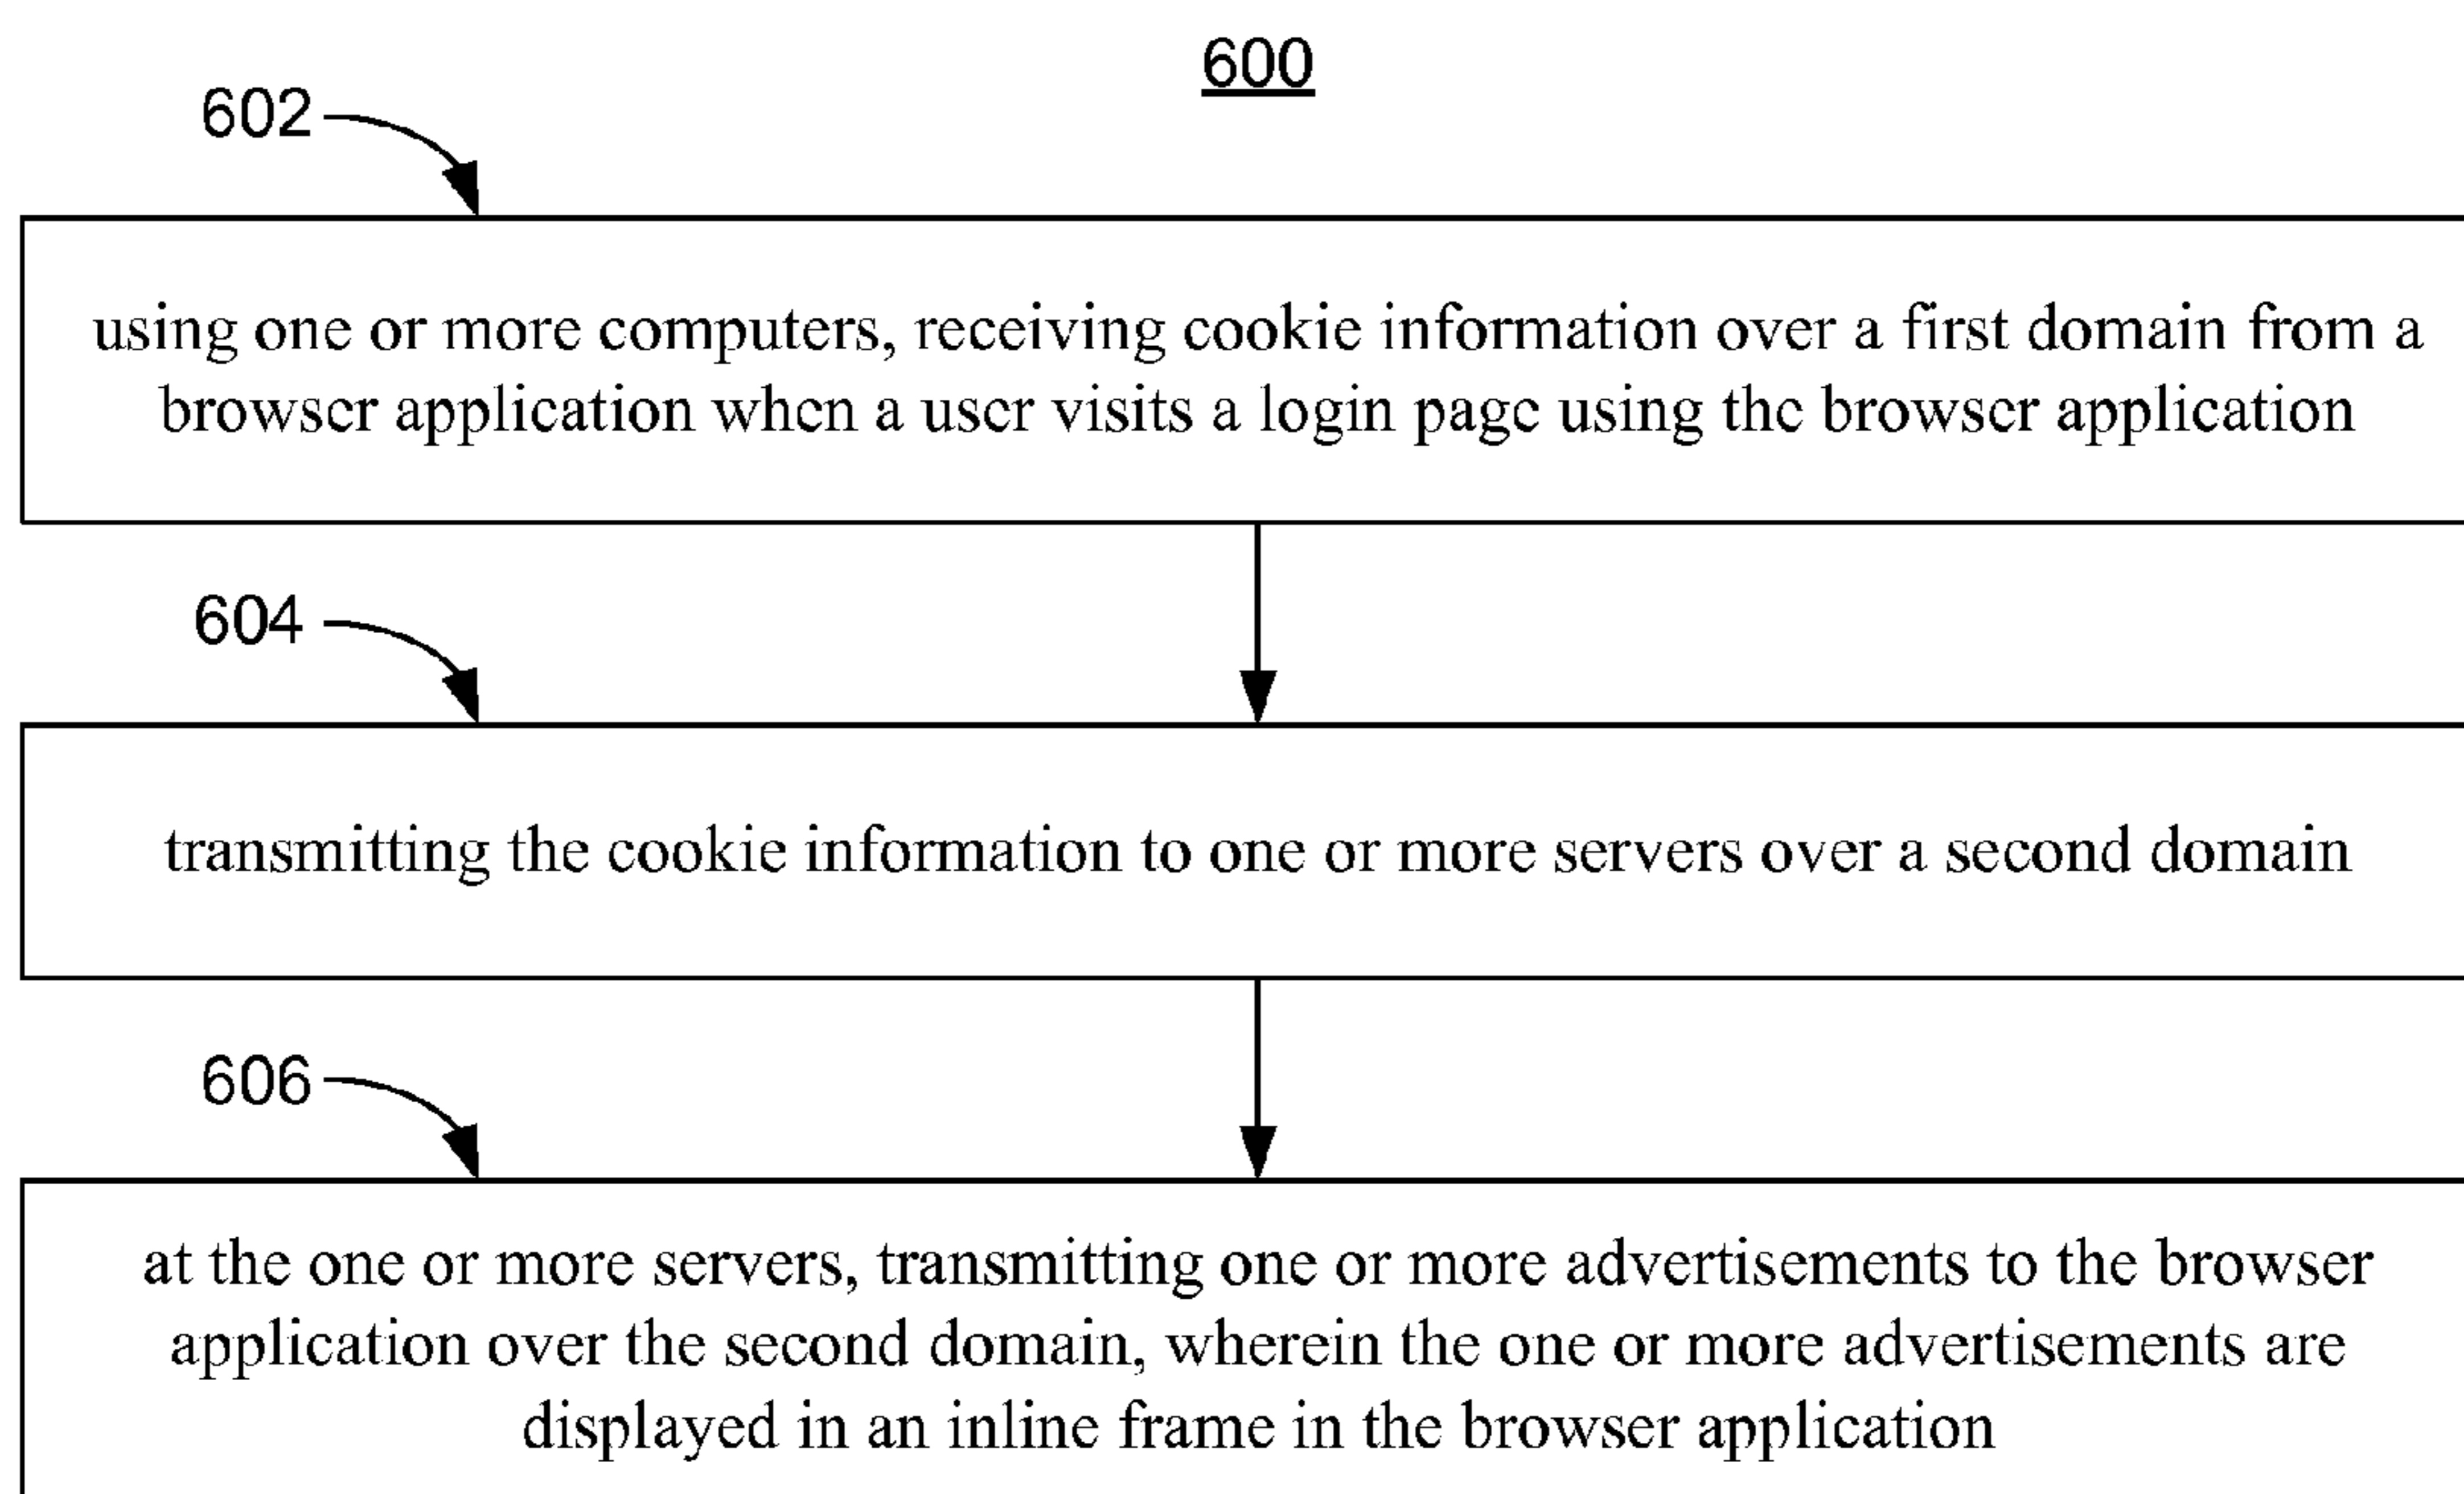 600
602
using one or more computers, receiving cookie information over a first domain from a
browser application when a user visits a login page using the browser application
604
transmitting the cookie information to one or more servers over a second domain
606
at the one or more servers, transmitting one or more advertisements to the browser
application over the second domain, wherein the one or more advertisements are
displayed in an inline frame in the browser application